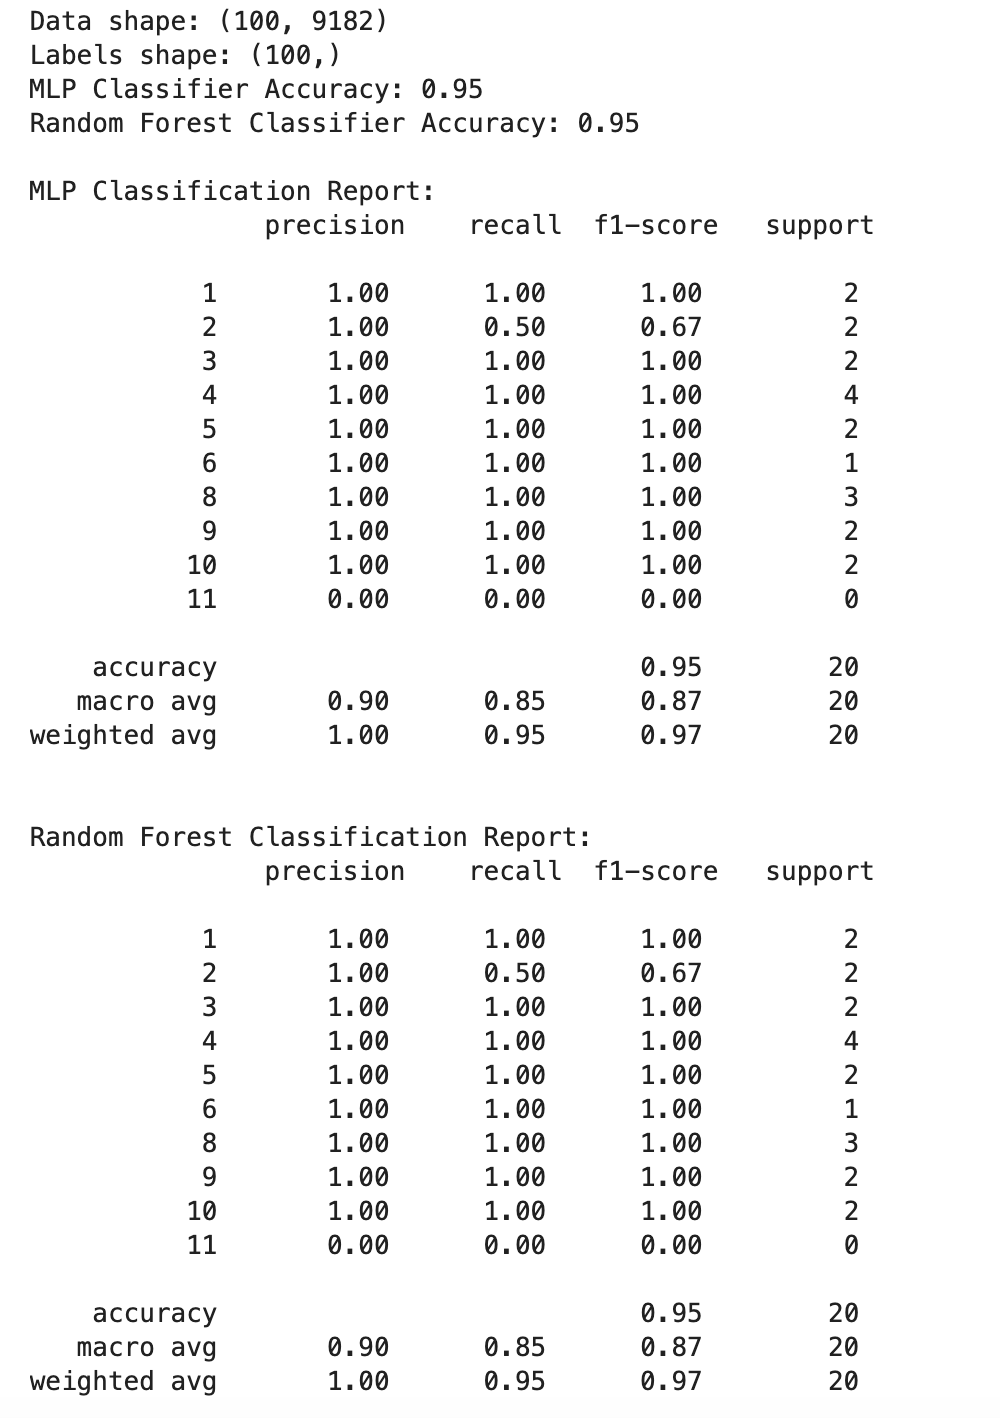 Data shape: (100, 9182)
Labels shape: (100,)
MLP Classifier Accuracy: 0.95
Random Forest Classifier Accuracy: 0.95
MLP Classification Report:
precision recall f1-score support
1 1.00 1.00 1.00 2
2 1.00 0.50 0.67 2
3 1.00 1.00 1.00 2
4 1.00 1.00 1.00 4
5 1.00 1.00 1.00 2
6 1.00 1.00 1.00 1
8 1.00 1.00 1.00 3
9 1.00 1.00 1.00 2
10 1.00 1.00 1.00 2
11 0.00 0.00 0.00 0
accuracy 0.95 20
macro avg 0.90 0.85 0.87 20
weighted avg 1.00 0.95 0.97 20
Random Forest Classification Report:
precision recall f1-score support
1 1.00 1.00 1.00 2
2 1.00 0.50 0.67 2
3 1.00 1.00 1.00 2
4 1.00 1.00 1.00 4
5 1.00 1.00 1.00 2
6 1.00 1.00 1.00 1
8 1.00 1.00 1.00 3
9 1.00 1.00 1.00 2
10 1.00 1.00 1.00 2
11 0.00 0.00 0.00 0
accuracy 0.95 20
macro avg 0.90 0.85 0.87 20
weighted avg 1.00 0.95 0.97 20